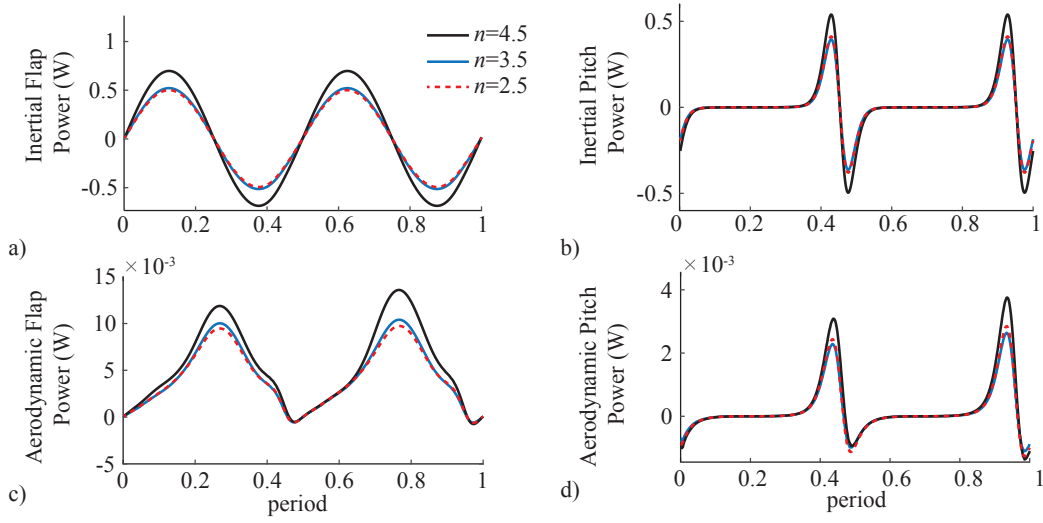 1
0.5
0
-0.5
Inertial Flap
Power (W)
n=4.5
n=3.5
n=2.5
0 0.2 0.4 0.6 0.8 1
a)
0.5
0
-0.5
Inertial Pitch
Power (W)
0 0.2 0.4 0.6 0.8 1
b)
× 10⁻³
15
10
5
0
-5
Aerodynamic Flap
Power (W)
0 0.2 0.4 0.6 0.8 1
period
c)
× 10⁻³
4
2
0
Aerodynamic Pitch
Power (W)
0 0.2 0.4 0.6 0.8 1
period
d)